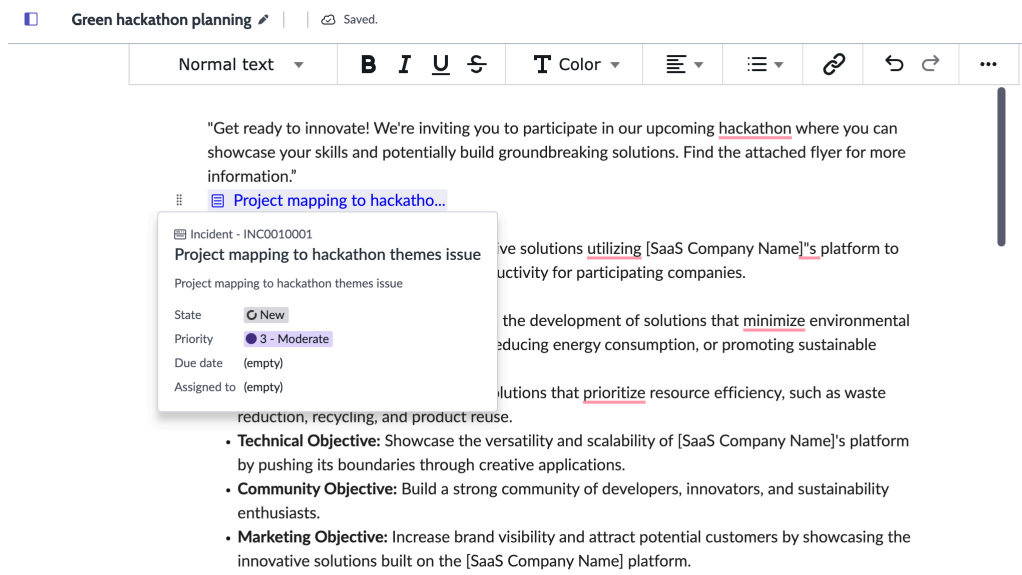 Green hackathon planning
Saved.
Normal text
B I U S T Color
"Get ready to innovate! We're inviting you to participate in our upcoming hackathon where you can
showcase your skills and potentially build groundbreaking solutions. Find the attached flyer for more
information.”
Project mapping to hackatho...
Incident - INC0010001
Project mapping to hackathon themes issue
Project mapping to hackathon themes issue
State New
Priority 3 - Moderate
Due date (empty)
Assigned to (empty)
solutions utilizing [SaaS Company Name]"s platform to
for participating companies.
the development of solutions that minimize environmental
energy consumption, or promoting sustainable
that prioritize resource efficiency, such as waste
reduction, recycling, and product reuse.
• Technical Objective: Showcase the versatility and scalability of [SaaS Company Name]'s platform
by pushing its boundaries through creative applications.
• Community Objective: Build a strong community of developers, innovators, and sustainability
enthusiasts.
• Marketing Objective: Increase brand visibility and attract potential customers by showcasing the
innovative solutions built on the [SaaS Company Name] platform.